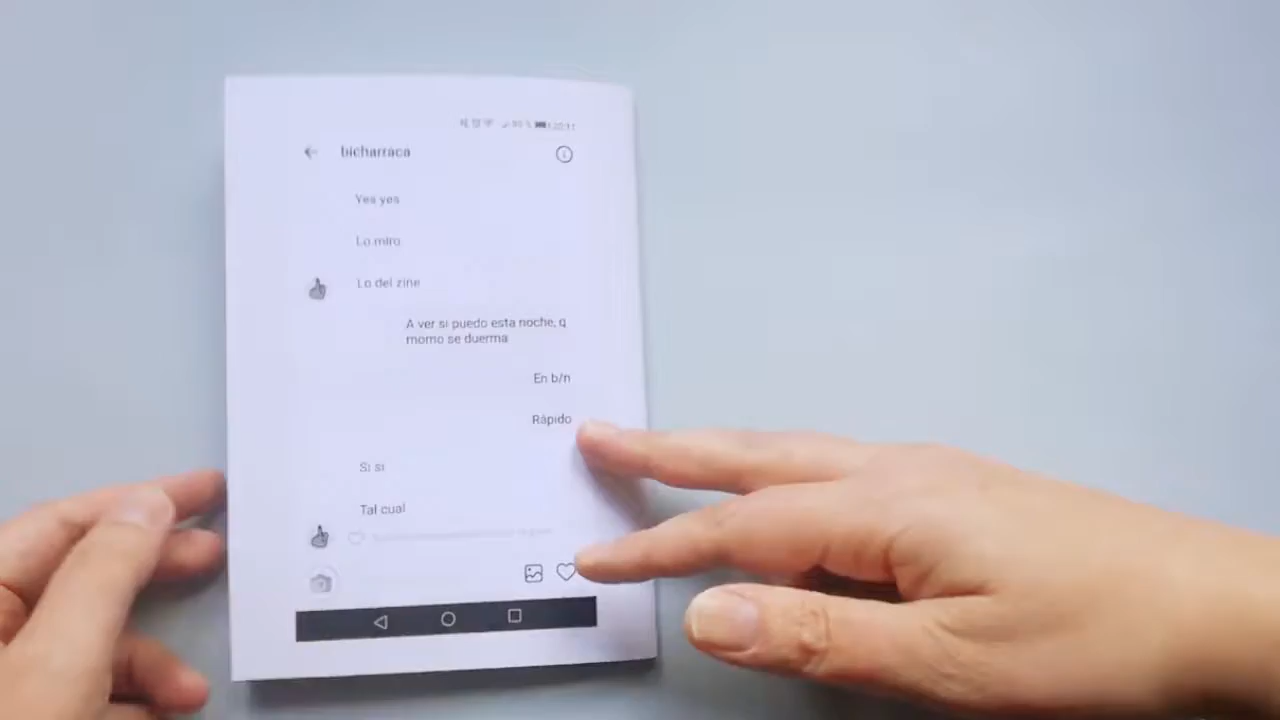 bicharraca
Yes yes
Lo miro
Lo del zine
A ver si puedo esta noche, q
momo se duerma
En b/n
Rápido
Si si
Tal cual